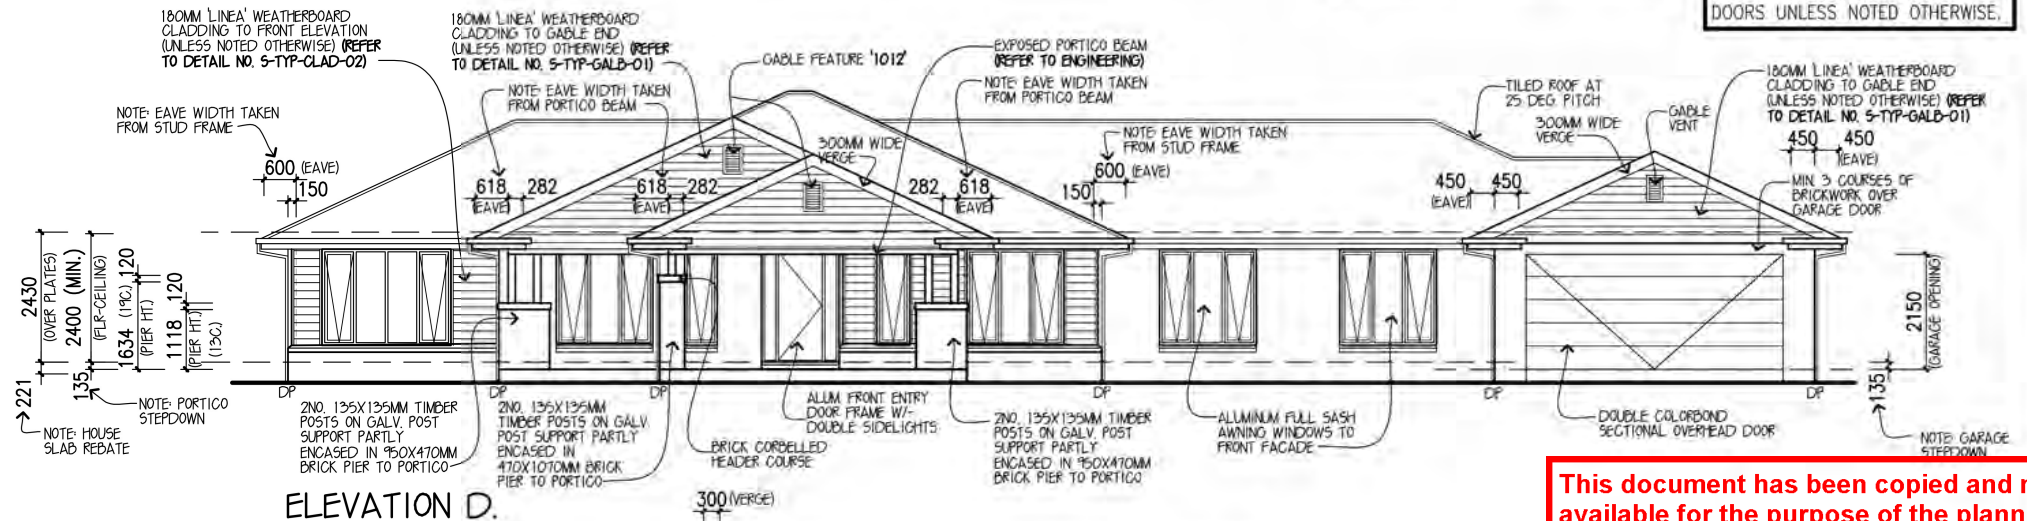 DOORS UNLESS NOTED OTHERWISE.
180MM 'LINEA' WEATHERBOARD
CLADDING TO FRONT ELEVATION
(UNLESS NOTED OTHERWISE) (REFER
TO DETAIL NO. S-TYP-CLAD-02)
180MM 'LINEA' WEATHERBOARD
CLADDING TO GABLE END
(UNLESS NOTED OTHERWISE) (REFER
TO DETAIL NO. S-TYP-GALB-01)
GABLE FEATURE '1012'
EXPOSED PORTICO BEAM
(REFER TO ENGINEERING)
NOTE: EAVE WIDTH TAKEN
FROM PORTICO BEAM
NOTE: EAVE WIDTH TAKEN
FROM PORTICO BEAM
TILED ROOF AT
25 DEG. PITCH
300MM WIDE
VERGE
GABLE
VENT
180MM 'LINEA' WEATHERBOARD
CLADDING TO GABLE END
(UNLESS NOTED OTHERWISE) (REFER
TO DETAIL NO. S-TYP-GALB-01)
NOTE: EAVE WIDTH TAKEN
FROM STUD FRAME
300MM WIDE
VERGE
NOTE: EAVE WIDTH TAKEN
FROM STUD FRAME
600 (EAVE)
150
618
(EAVE)
282
618
(EAVE)
282
282
618
(EAVE)
150
600 (EAVE)
450
(EAVE)
450
450
450
(EAVE)
MIN. 3 COURSES OF
BRICKWORK OVER
GARAGE DOOR
2430
(OVER PLATES)
2400 (MIN.)
(FLR-CEILING)
1634 (19C.) 120
(PIER HT.)
1118 120
(PIER HT.)
(13C.)
2150
(GARAGE OPENING)
221
135
135
NOTE: HOUSE
SLAB REBATE
NOTE: PORTICO
STEPDOWN
DP
DP
DP
DP
DP
DP
2NO. 135X135MM TIMBER
POSTS ON GALV. POST
SUPPORT PARTLY
ENCASED IN 950X470MM
BRICK PIER TO PORTICO
2NO. 135X135MM
TIMBER POSTS ON GALV.
POST SUPPORT PARTLY
ENCASED IN
470X1070MM BRICK
PIER TO PORTICO
BRICK CORBELLED
HEADER COURSE
ALUM FRONT ENTRY
DOOR FRAME W/-
DOUBLE SIDELIGHTS
2NO. 135X135MM TIMBER
POSTS ON GALV. POST
SUPPORT PARTLY
ENCASED IN 950X470MM
BRICK PIER TO PORTICO
ALUMINUM FULL SASH
AWNING WINDOWS TO
FRONT FACADE
DOUBLE COLORBOND
SECTIONAL OVERHEAD DOOR
NOTE: GARAGE
STEPDOWN
ELEVATION D.
300 (VERGE)
This document has been copied and
available for the purpose of the plann